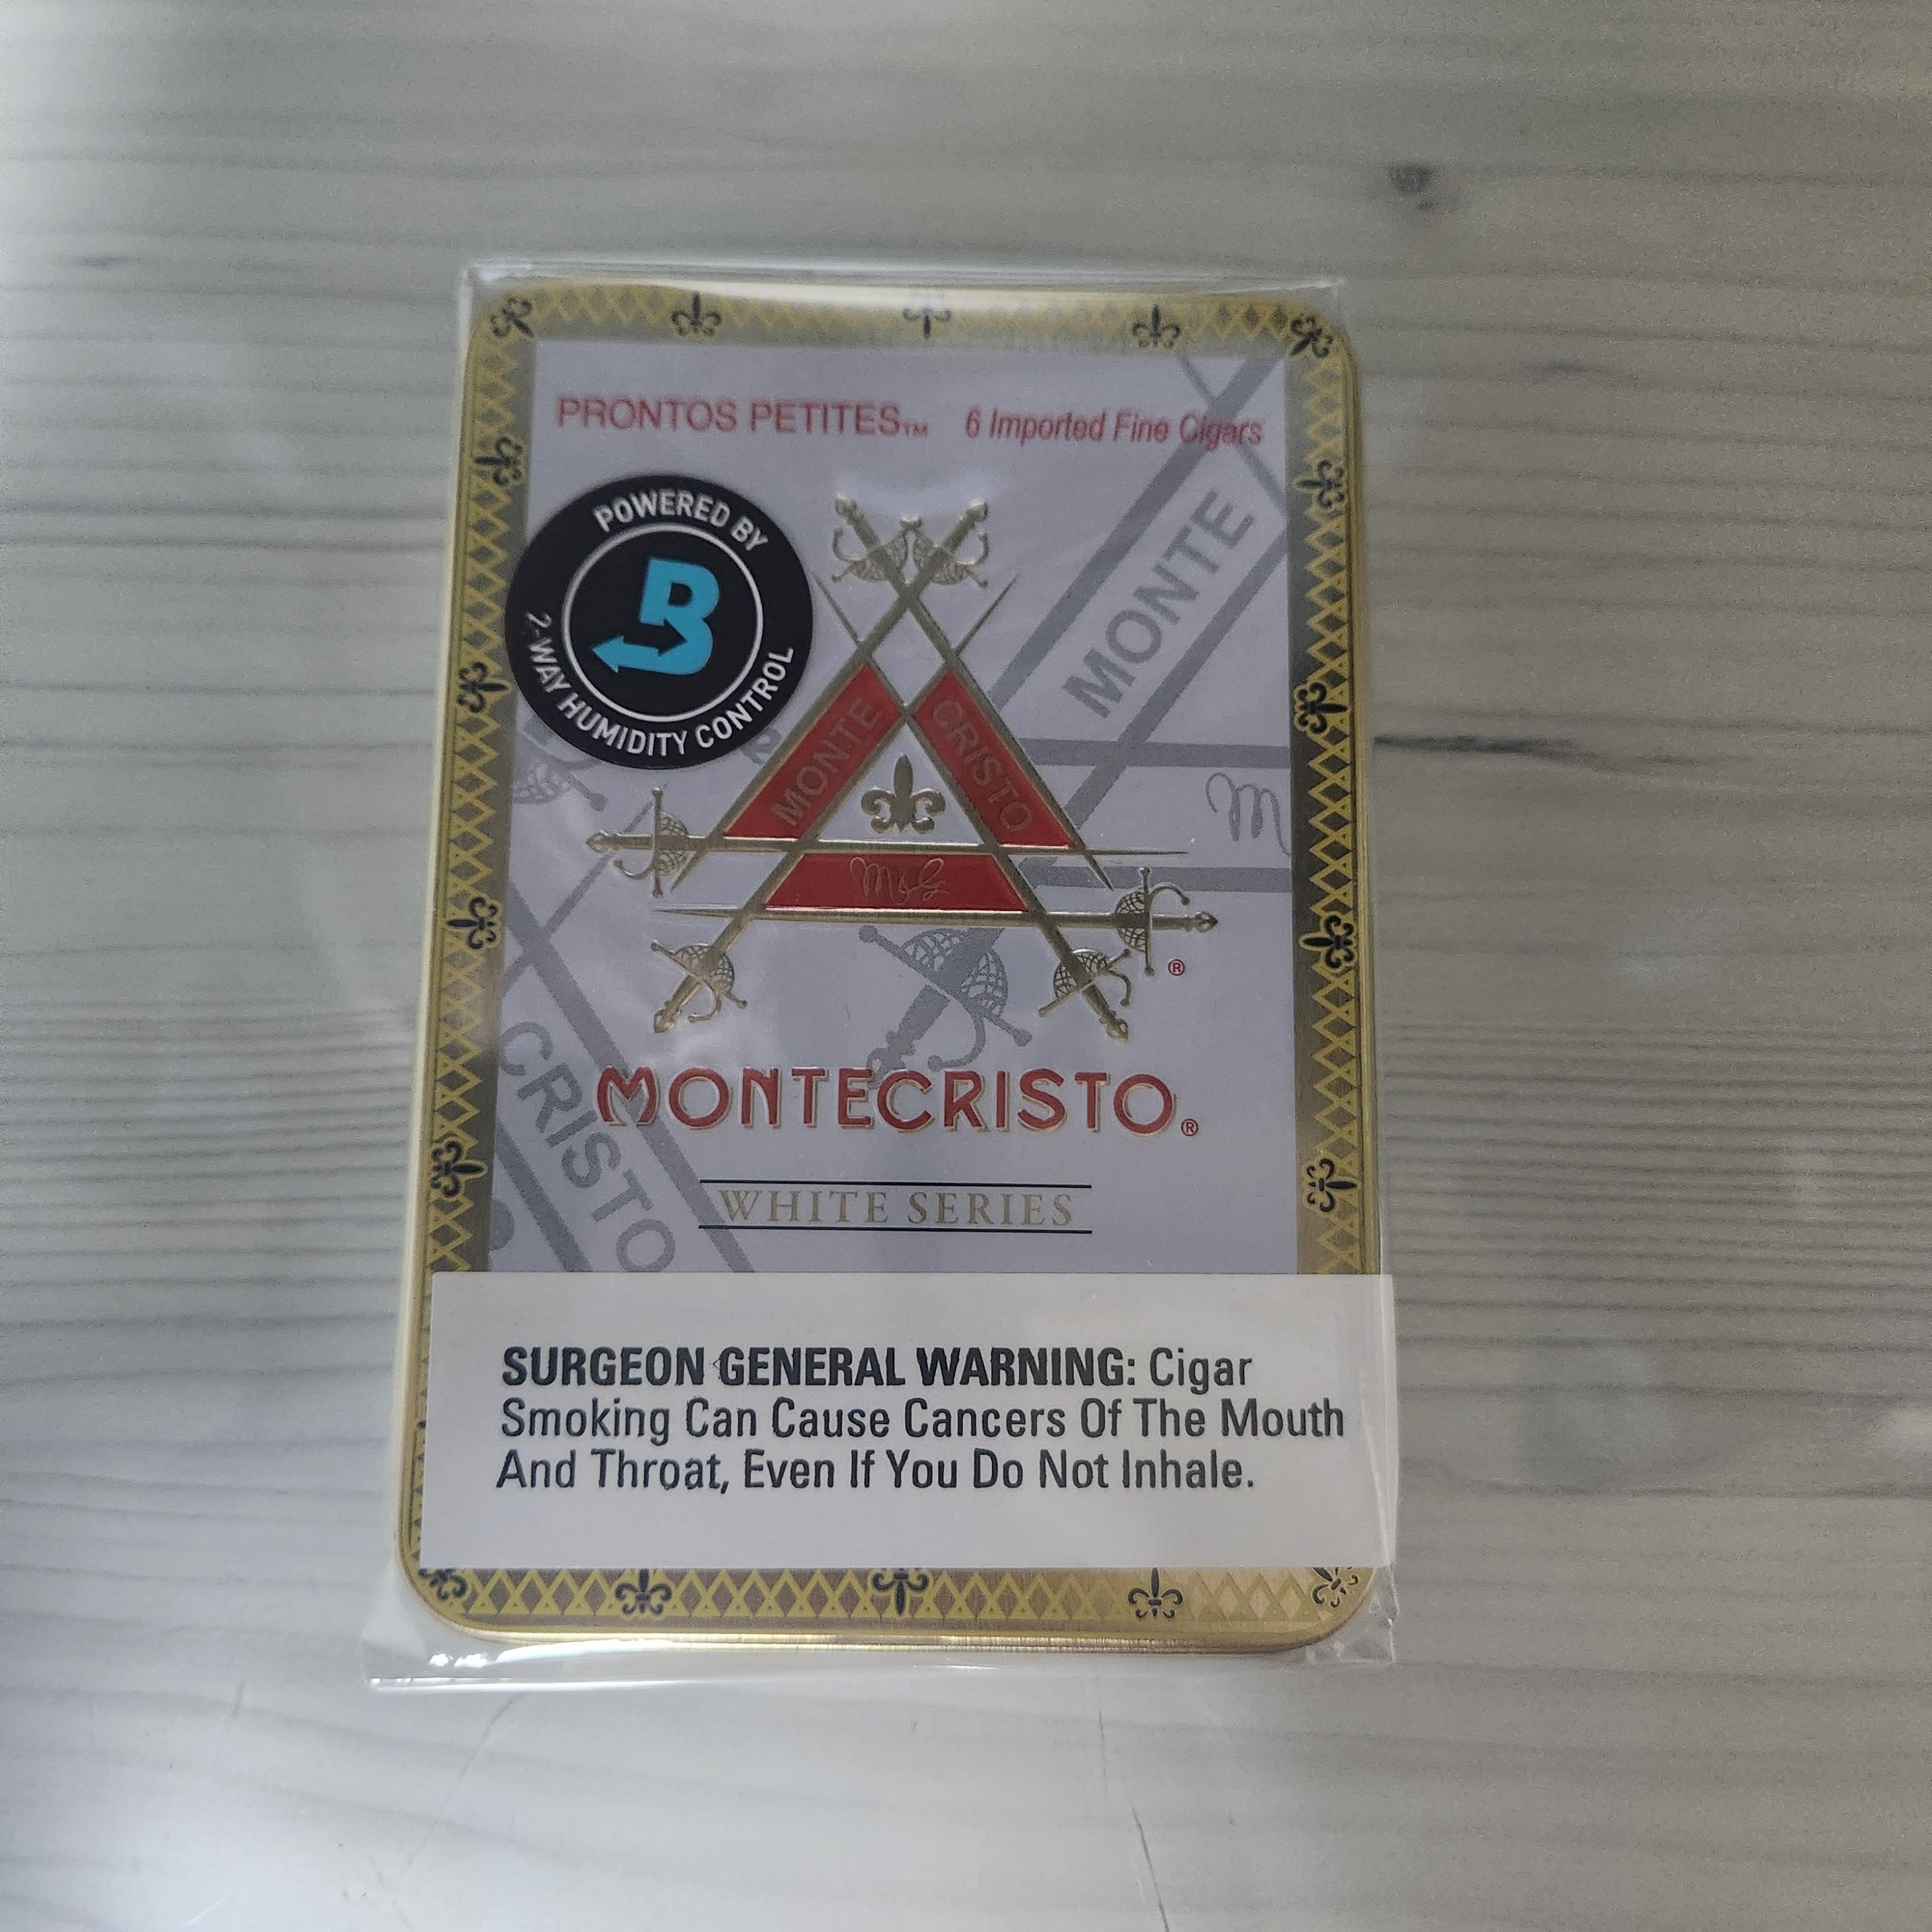 PRONTOS PETITES™ 6 Imported Fine Cigars
POWERED BY
B
2-WAY HUMIDITY CONTROL
MONTE
MONTE
CRISTO
M
M&G
®
CRISTO
MONTECRISTO®
WHITE SERIES
SURGEON GENERAL WARNING: Cigar
Smoking Can Cause Cancers Of The Mouth
And Throat, Even If You Do Not Inhale.